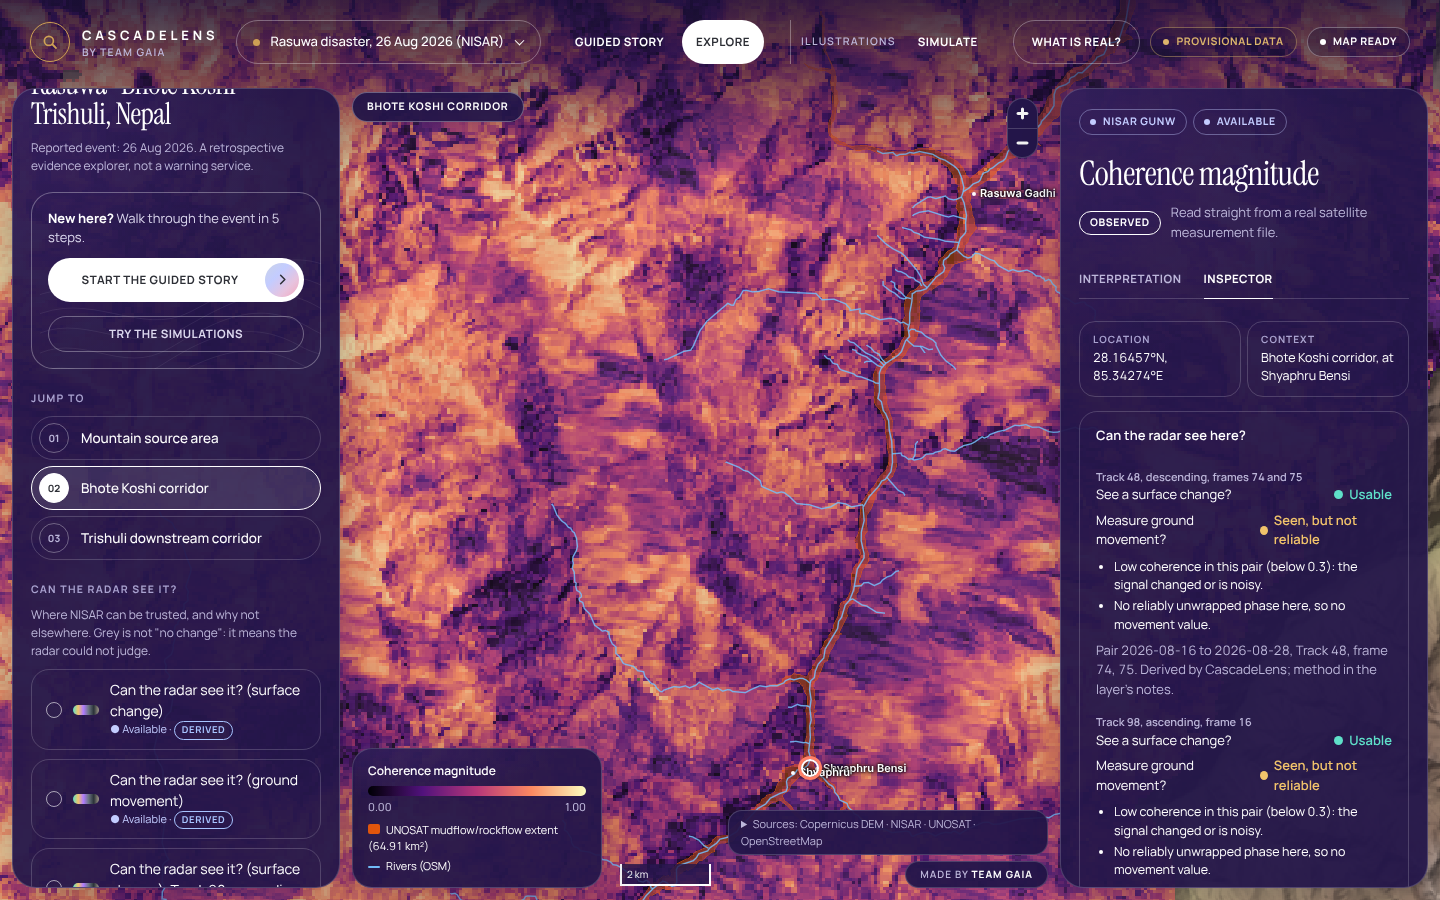 CASCADELENS
BY TEAM GAIA
Rasuwa disaster, 26 Aug 2026 (NISAR)
GUIDED STORY
EXPLORE
ILLUSTRATIONS
SIMULATE
WHAT IS REAL?
PROVISIONAL DATA
MAP READY
Rasuwa - Bhote Koshi
Trishuli, Nepal
Reported event: 26 Aug 2026. A retrospective
evidence explorer, not a warning service.
New here? Walk through the event in 5
steps.
START THE GUIDED STORY
TRY THE SIMULATIONS
JUMP TO
01 Mountain source area
02 Bhote Koshi corridor
03 Trishuli downstream corridor
CAN THE RADAR SEE IT?
Where NISAR can be trusted, and why not
elsewhere. Grey is not "no change": it means the
radar could not judge.
Can the radar see it? (surface
change)
Available · DERIVED
Can the radar see it? (ground
movement)
Available · DERIVED
Can the radar see it? (surface
BHOTE KOSHI CORRIDOR
Rasuwa Gadhi
Shyaphru
Shyaphru Bensi
Coherence magnitude
0.00 1.00
UNOSAT mudflow/rockflow extent
(64.91 km²)
Rivers (OSM)
2 km
Sources: Copernicus DEM · NISAR · UNOSAT ·
OpenStreetMap
MADE BY TEAM GAIA
NISAR GUNW
AVAILABLE
Coherence magnitude
OBSERVED
Read straight from a real satellite
measurement file.
INTERPRETATION
INSPECTOR
LOCATION
28.16457°N,
85.34274°E
CONTEXT
Bhote Koshi corridor, at
Shyaphru Bensi
Can the radar see here?
Track 48, descending, frames 74 and 75
See a surface change? Usable
Measure ground
movement?
Seen, but not
reliable
• Low coherence in this pair (below 0.3): the
signal changed or is noisy.
• No reliably unwrapped phase here, so no
movement value.
Pair 2026-08-16 to 2026-08-28, Track 48, frame
74, 75. Derived by CascadeLens; method in the
layer's notes.
Track 98, ascending, frame 16
See a surface change? Usable
Measure ground
movement?
Seen, but not
reliable
• Low coherence in this pair (below 0.3): the
signal changed or is noisy.
• No reliably unwrapped phase here, so no
movement value.